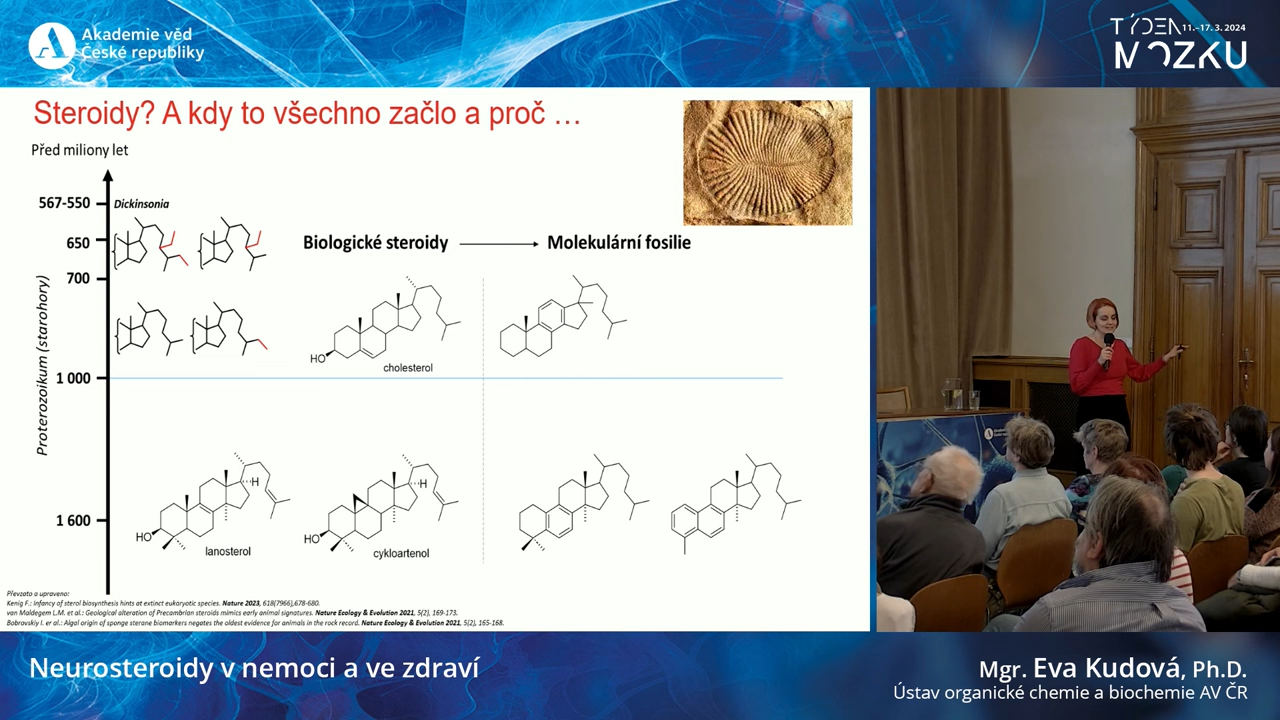 Akademie věd
České republiky
TÝDEN 11.–17. 3. 2024
MOZKU
Steroidy? A kdy to všechno začlo a proč …
Před miliony let
567-550
Dickinsonia
650
Biologické steroidy
Molekulární fosilie
700
Proterozoikum (starohory)
HO
cholesterol
1 000
H
H
1 600
HO
lanosterol
HO
cykloartenol
Převzato a upraveno:
Kenig F.: Infancy of sterol biosynthesis hints at extinct eukaryotic species. Nature 2023, 618(7966),678-680.
van Maldegem L.M. et al.: Geological alteration of Precambrian steroids mimics early animal signatures. Nature Ecology & Evolution 2021, 5(2), 169-173.
Bobrovskiy I. er al.: Algal origin of sponge sterane biomarkers negates the oldest evidence for animals in the rock record. Nature Ecology & Evolution 2021, 5(2), 165-168.
Akademie věd
České republiky
Neurosteroidy v nemoci a ve zdraví
Mgr. Eva Kudová, Ph.D.
Ústav organické chemie a biochemie AV ČR